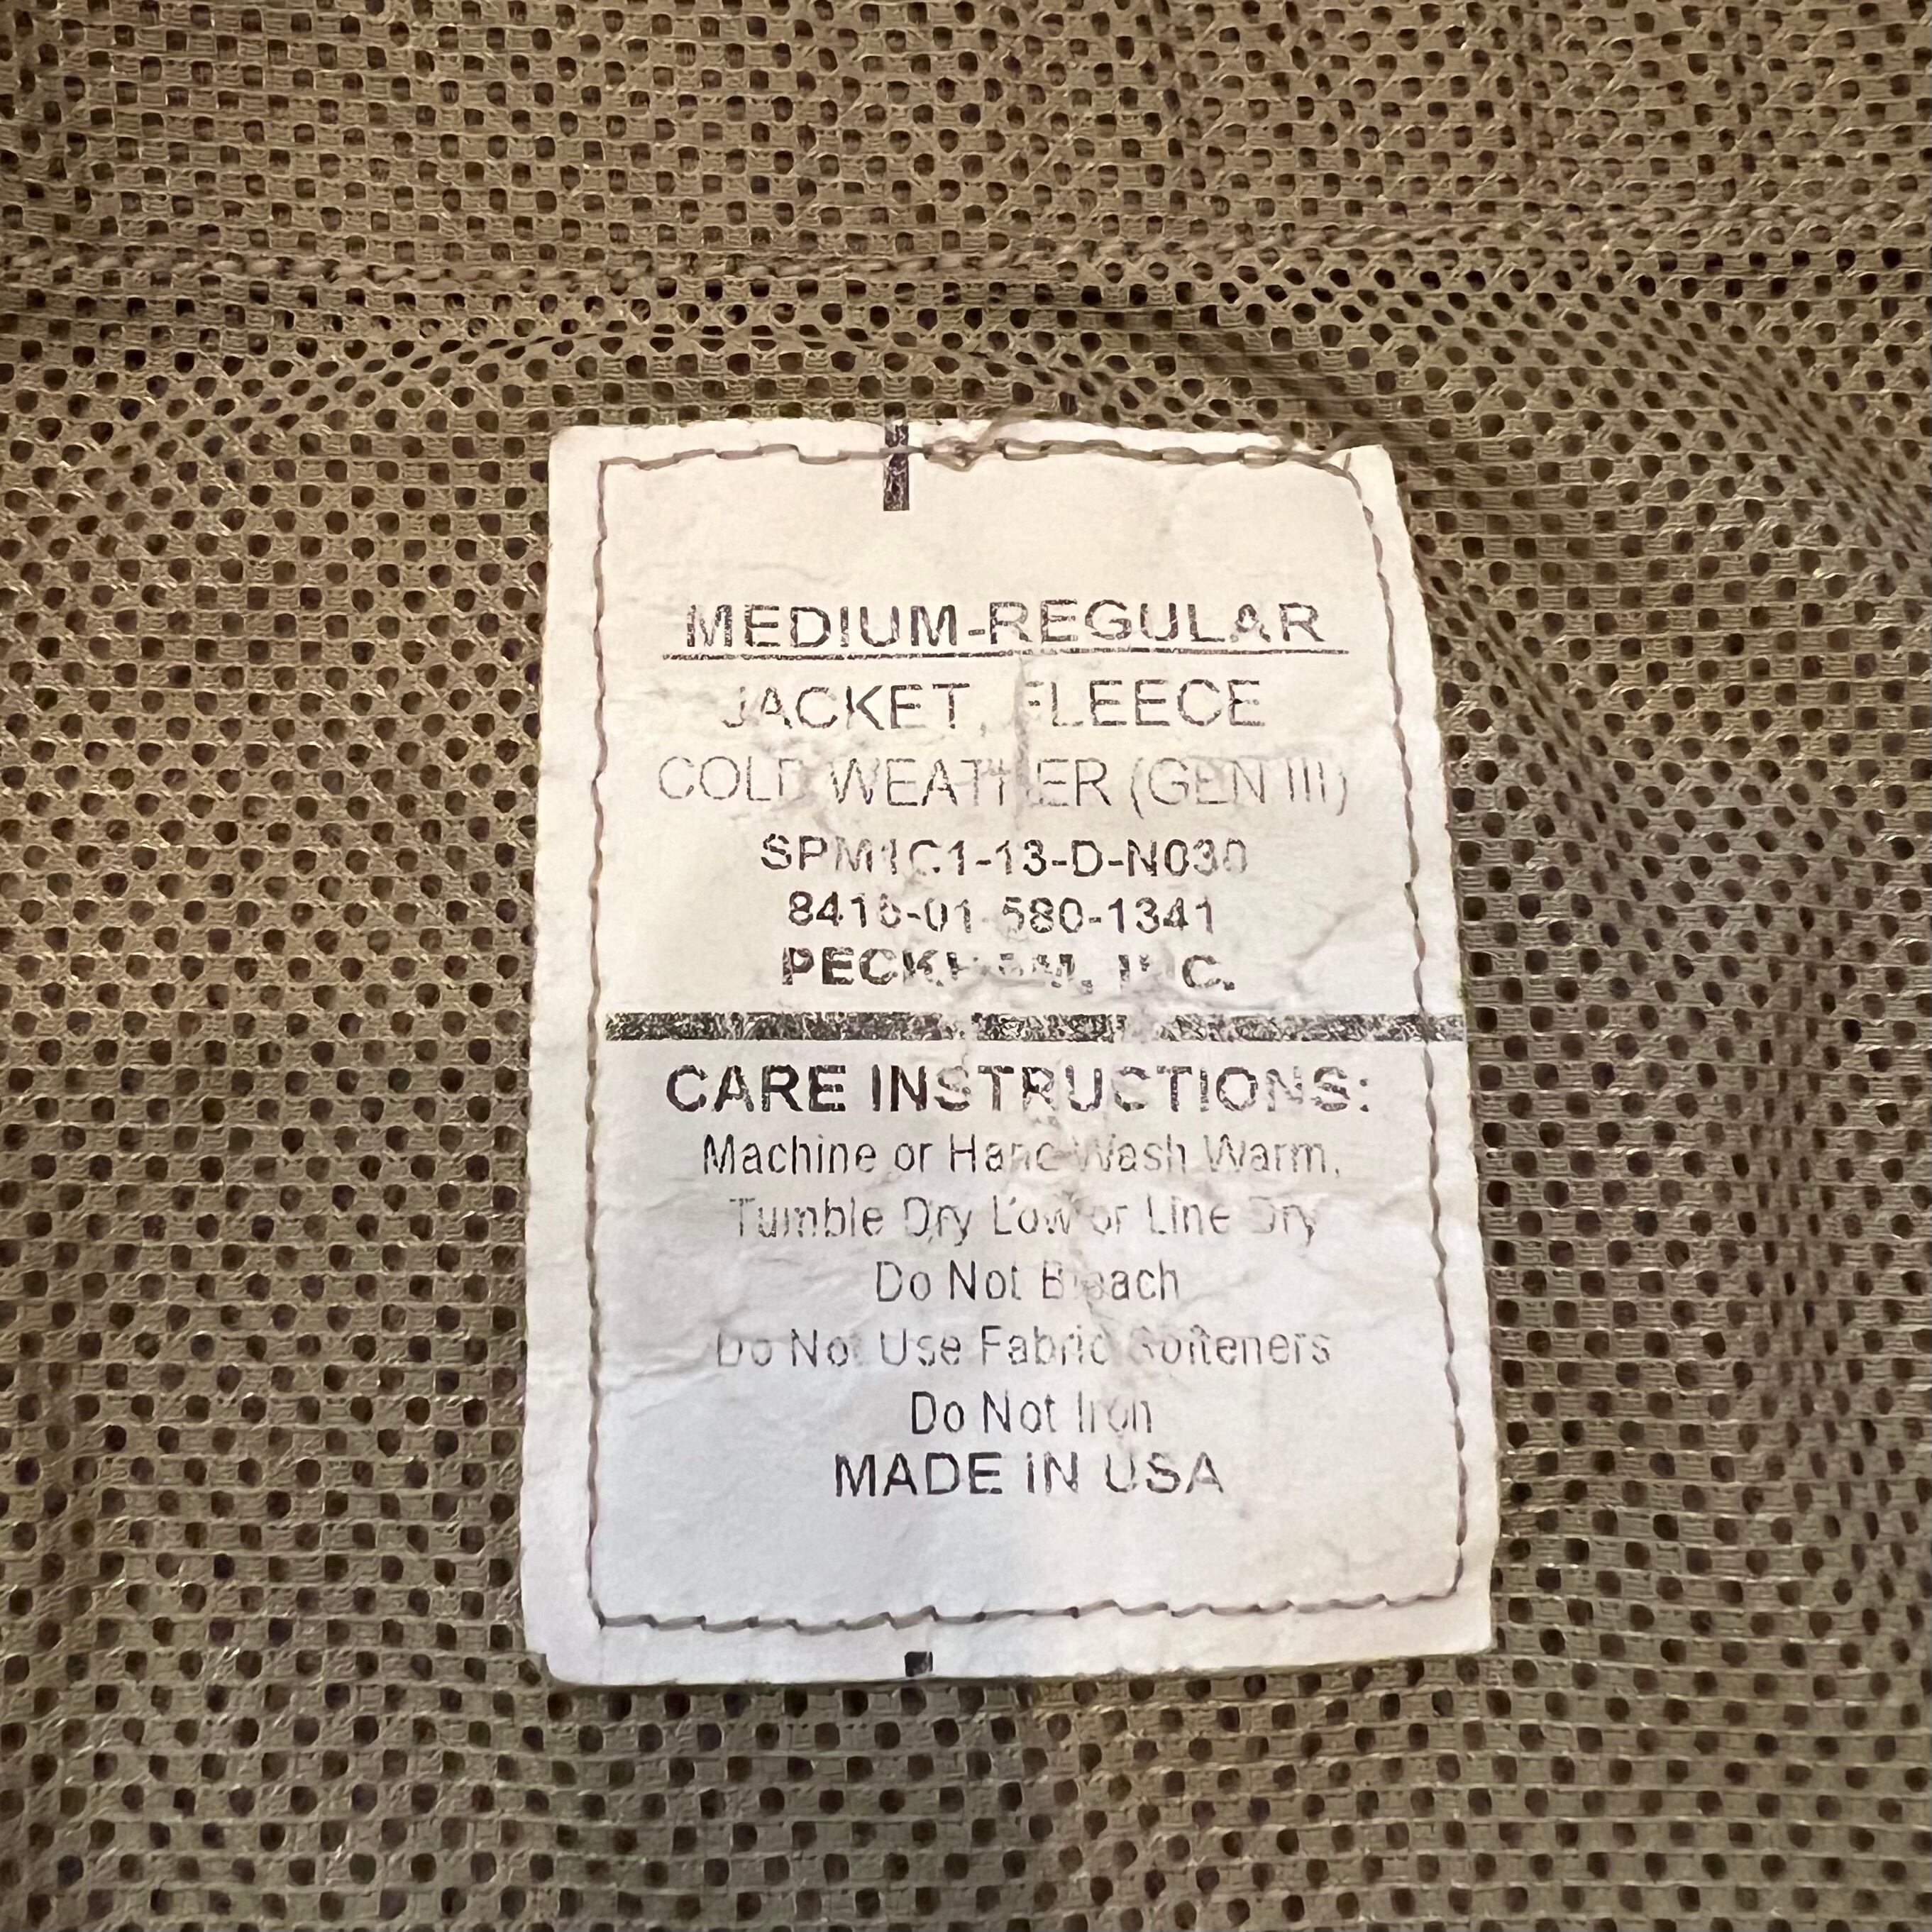 MEDIUM-REGULAR
JACKET, FLEECE
COLD WEATHER (GEN III)
SPM1C1-13-D-N030
8415-01-580-1341
PECKHAM, INC.
CARE INSTRUCTIONS:
Machine or Hand Wash Warm,
Tumble Dry Low or Line Dry
Do Not Bleach
Do Not Use Fabric Softeners
Do Not Iron
MADE IN USA